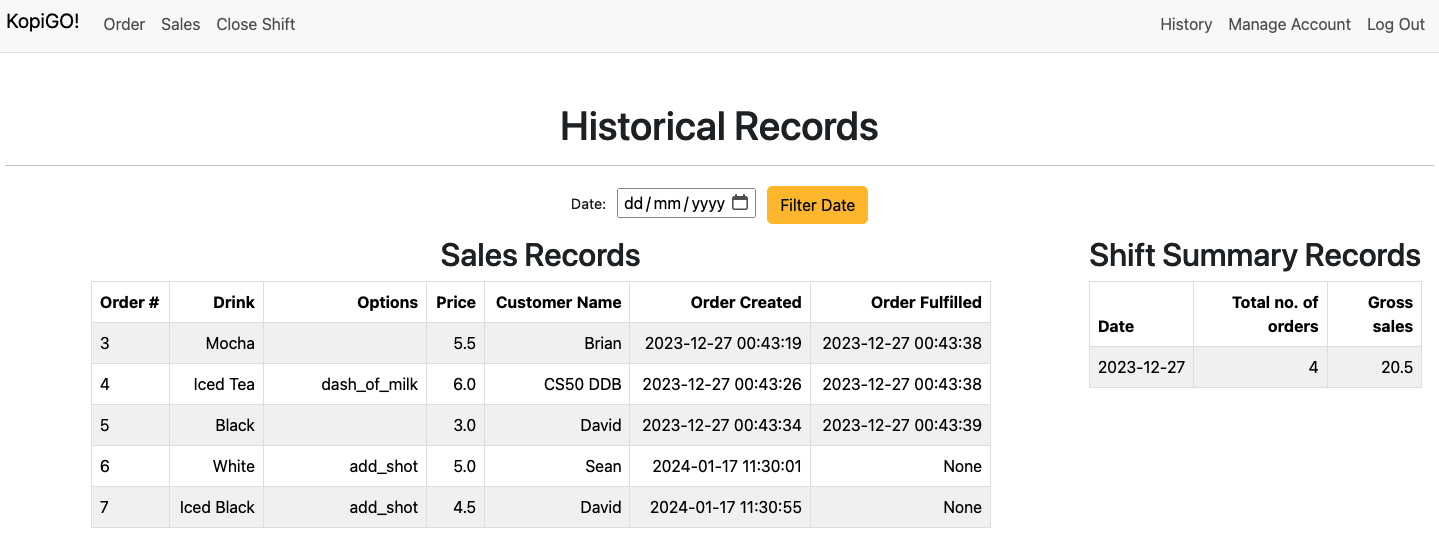 KopiGO! Order Sales Close Shift History Manage Account Log Out
Historical Records
Date: dd/mm/yyyy Filter Date
Sales Records
Order # Drink Options Price Customer Name Order Created Order Fulfilled
3 Mocha 5.5 Brian 2023-12-27 00:43:19 2023-12-27 00:43:38
4 Iced Tea dash_of_milk 6.0 CS50 DDB 2023-12-27 00:43:26 2023-12-27 00:43:38
5 Black 3.0 David 2023-12-27 00:43:34 2023-12-27 00:43:39
6 White add_shot 5.0 Sean 2024-01-17 11:30:01 None
7 Iced Black add_shot 4.5 David 2024-01-17 11:30:55 None
Shift Summary Records
Date Total no. of orders Gross sales
2023-12-27 4 20.5